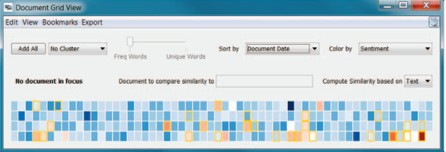 Document Grid View
Edit View Bookmarks Export
Add All No Cluster Freq Words Unique Words Sort by Document Date Color by Sentiment
No document in focus Document to compare similarity to Compute Similarity based on Text